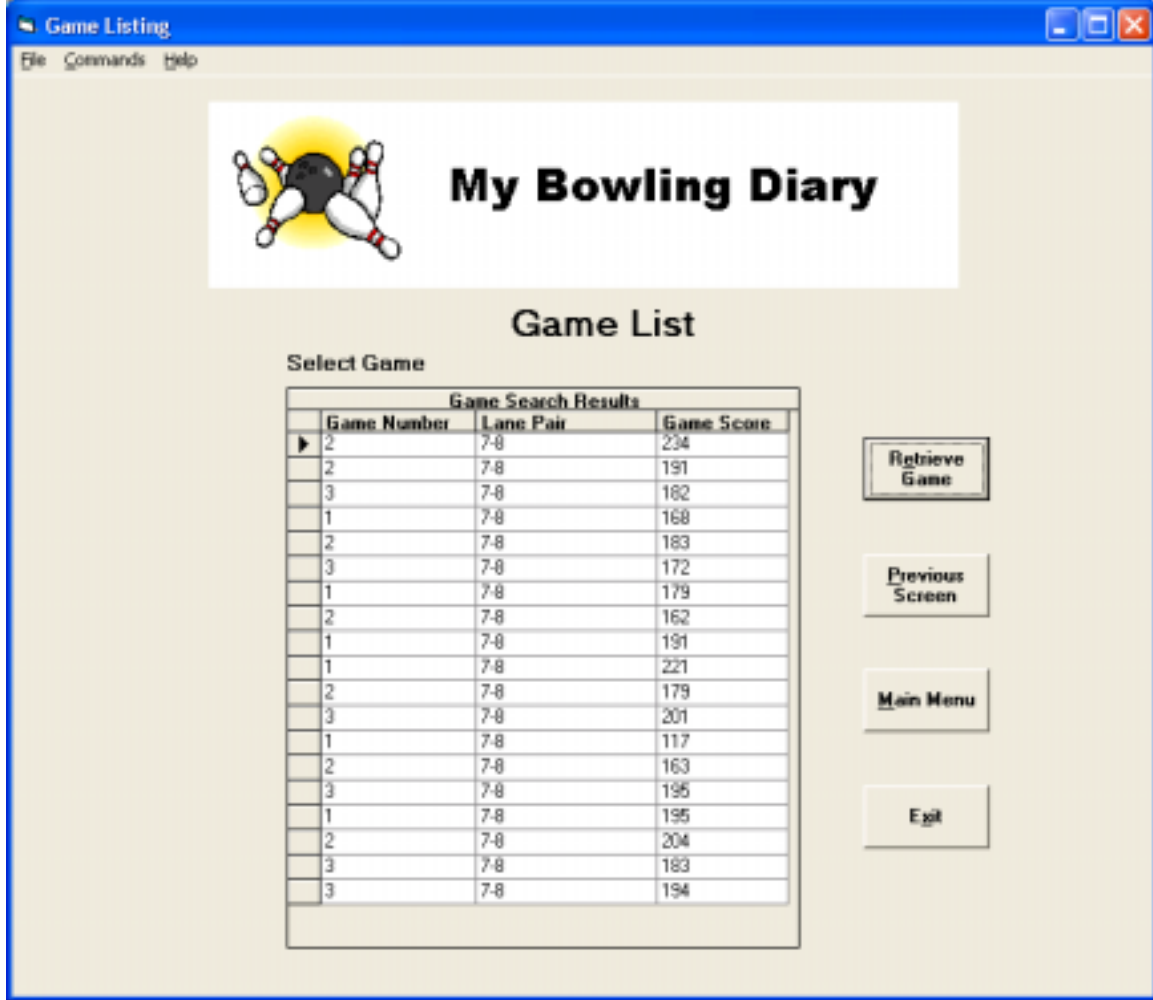 Game Listing
File Commands Help
My Bowling Diary
Game List
Select Game
Game Search Results
Game Number Lane Pair Game Score
2 7-8 234
2 7-8 191
3 7-8 182
1 7-8 168
2 7-8 183
3 7-8 172
1 7-8 179
2 7-8 162
1 7-8 191
1 7-8 221
2 7-8 179
3 7-8 201
1 7-8 117
2 7-8 163
3 7-8 195
1 7-8 195
2 7-8 204
3 7-8 183
3 7-8 194
Retrieve
Game
Previous
Screen
Main Menu
Exit